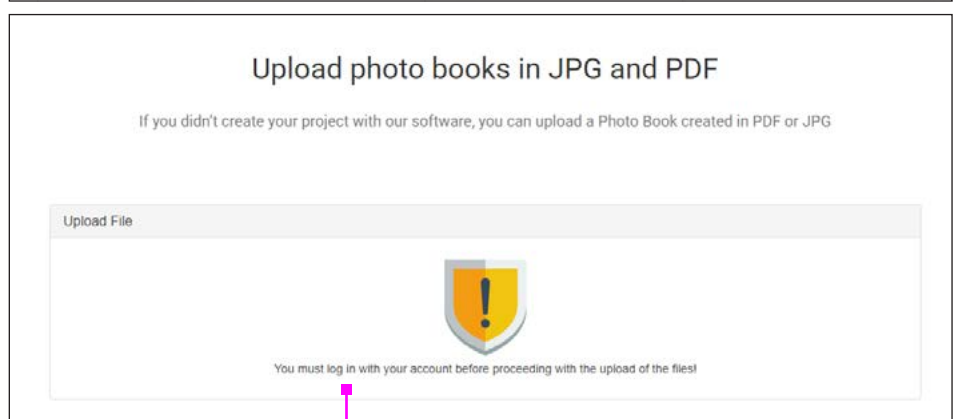 Upload photo books in JPG and PDF
If you didn't create your project with our software, you can upload a Photo Book created in PDF or JPG
Upload File
You must log in with your account before proceeding with the upload of the files!